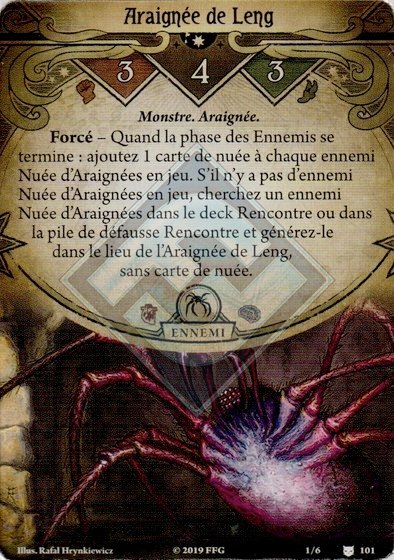 Araignée de Leng
3 4 3
Monstre. Araignée.
Forcé – Quand la phase des Ennemis se
termine : ajoutez 1 carte de nuée à chaque ennemi
Nuée d'Araignées en jeu. S'il n'y a pas d'ennemi
Nuée d'Araignées en jeu, cherchez un ennemi
Nuée d'Araignées dans le deck Rencontre ou dans
la pile de défausse Rencontre et générez-le
dans le lieu de l'Araignée de Leng,
sans carte de nuée.
ENNEMI
Illus. Rafał Hrynkiewicz © 2019 FFG 1/6 101